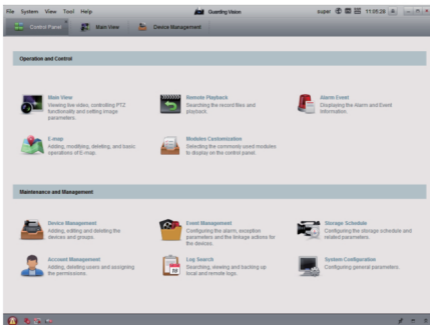 File System View Tool Help Guarding Vision super 11:05:26
Control Panel Main View Device Management
Operation and Control
Main View
Viewing live video, controlling PTZ
functionality and setting image
parameters.
Remote Playback
Searching the record files and
playback.
Alarm Event
Displaying the Alarm and Event
Information.
E-map
Adding, modifying, deleting, and basic
operations of E-map.
Modules Customization
Selecting the commonly used modules
to display on the control panel.
Maintenance and Management
Device Management
Adding, editing and deleting the
devices and groups.
Event Management
Configuring the alarm, exception
parameters and the linkage actions for
the devices.
Storage Schedule
Configuring the storage schedule and
related parameters.
Account Management
Adding, deleting users and assigning
the permissions.
Log Search
Searching, viewing and backing up
local and remote logs.
System Configuration
Configuring general parameters.